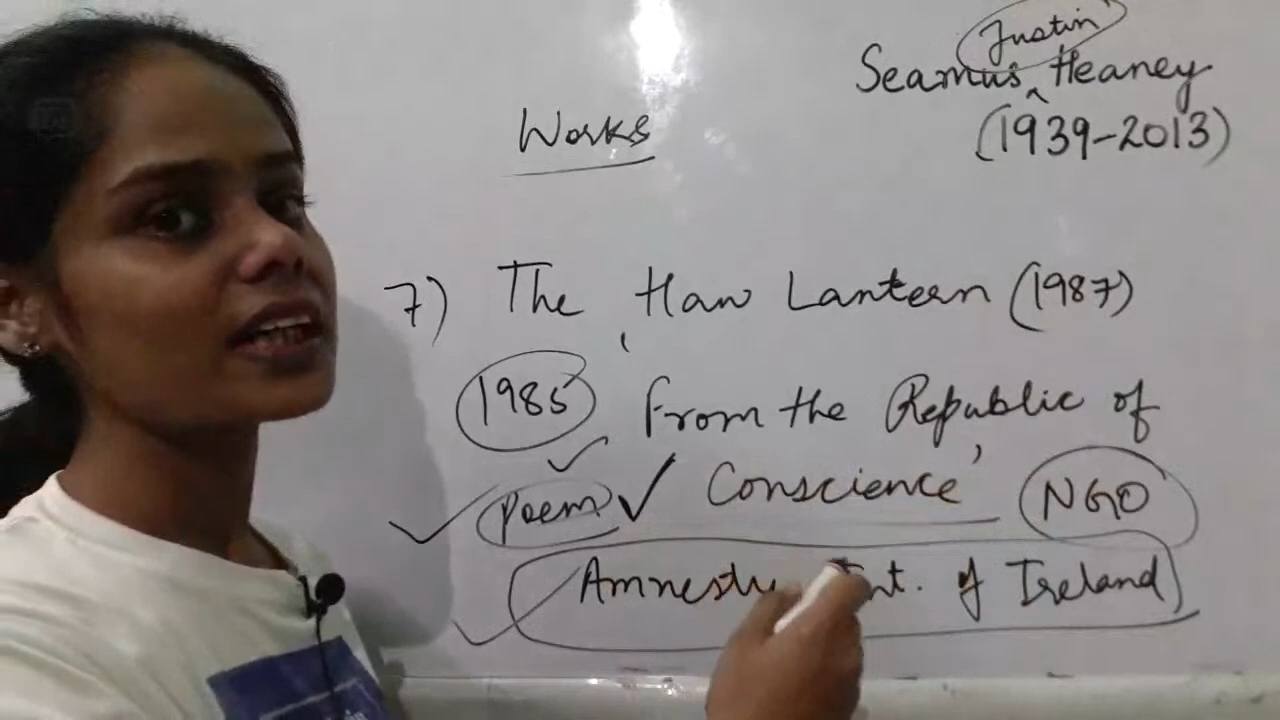 Justin
Seamus ^ Heaney
(1939-2013)
Works
7) The Haw Lantern (1987)
1985 'From the Republic of
Poem ✓ Conscience' NGO
Amnesty Int. of Ireland